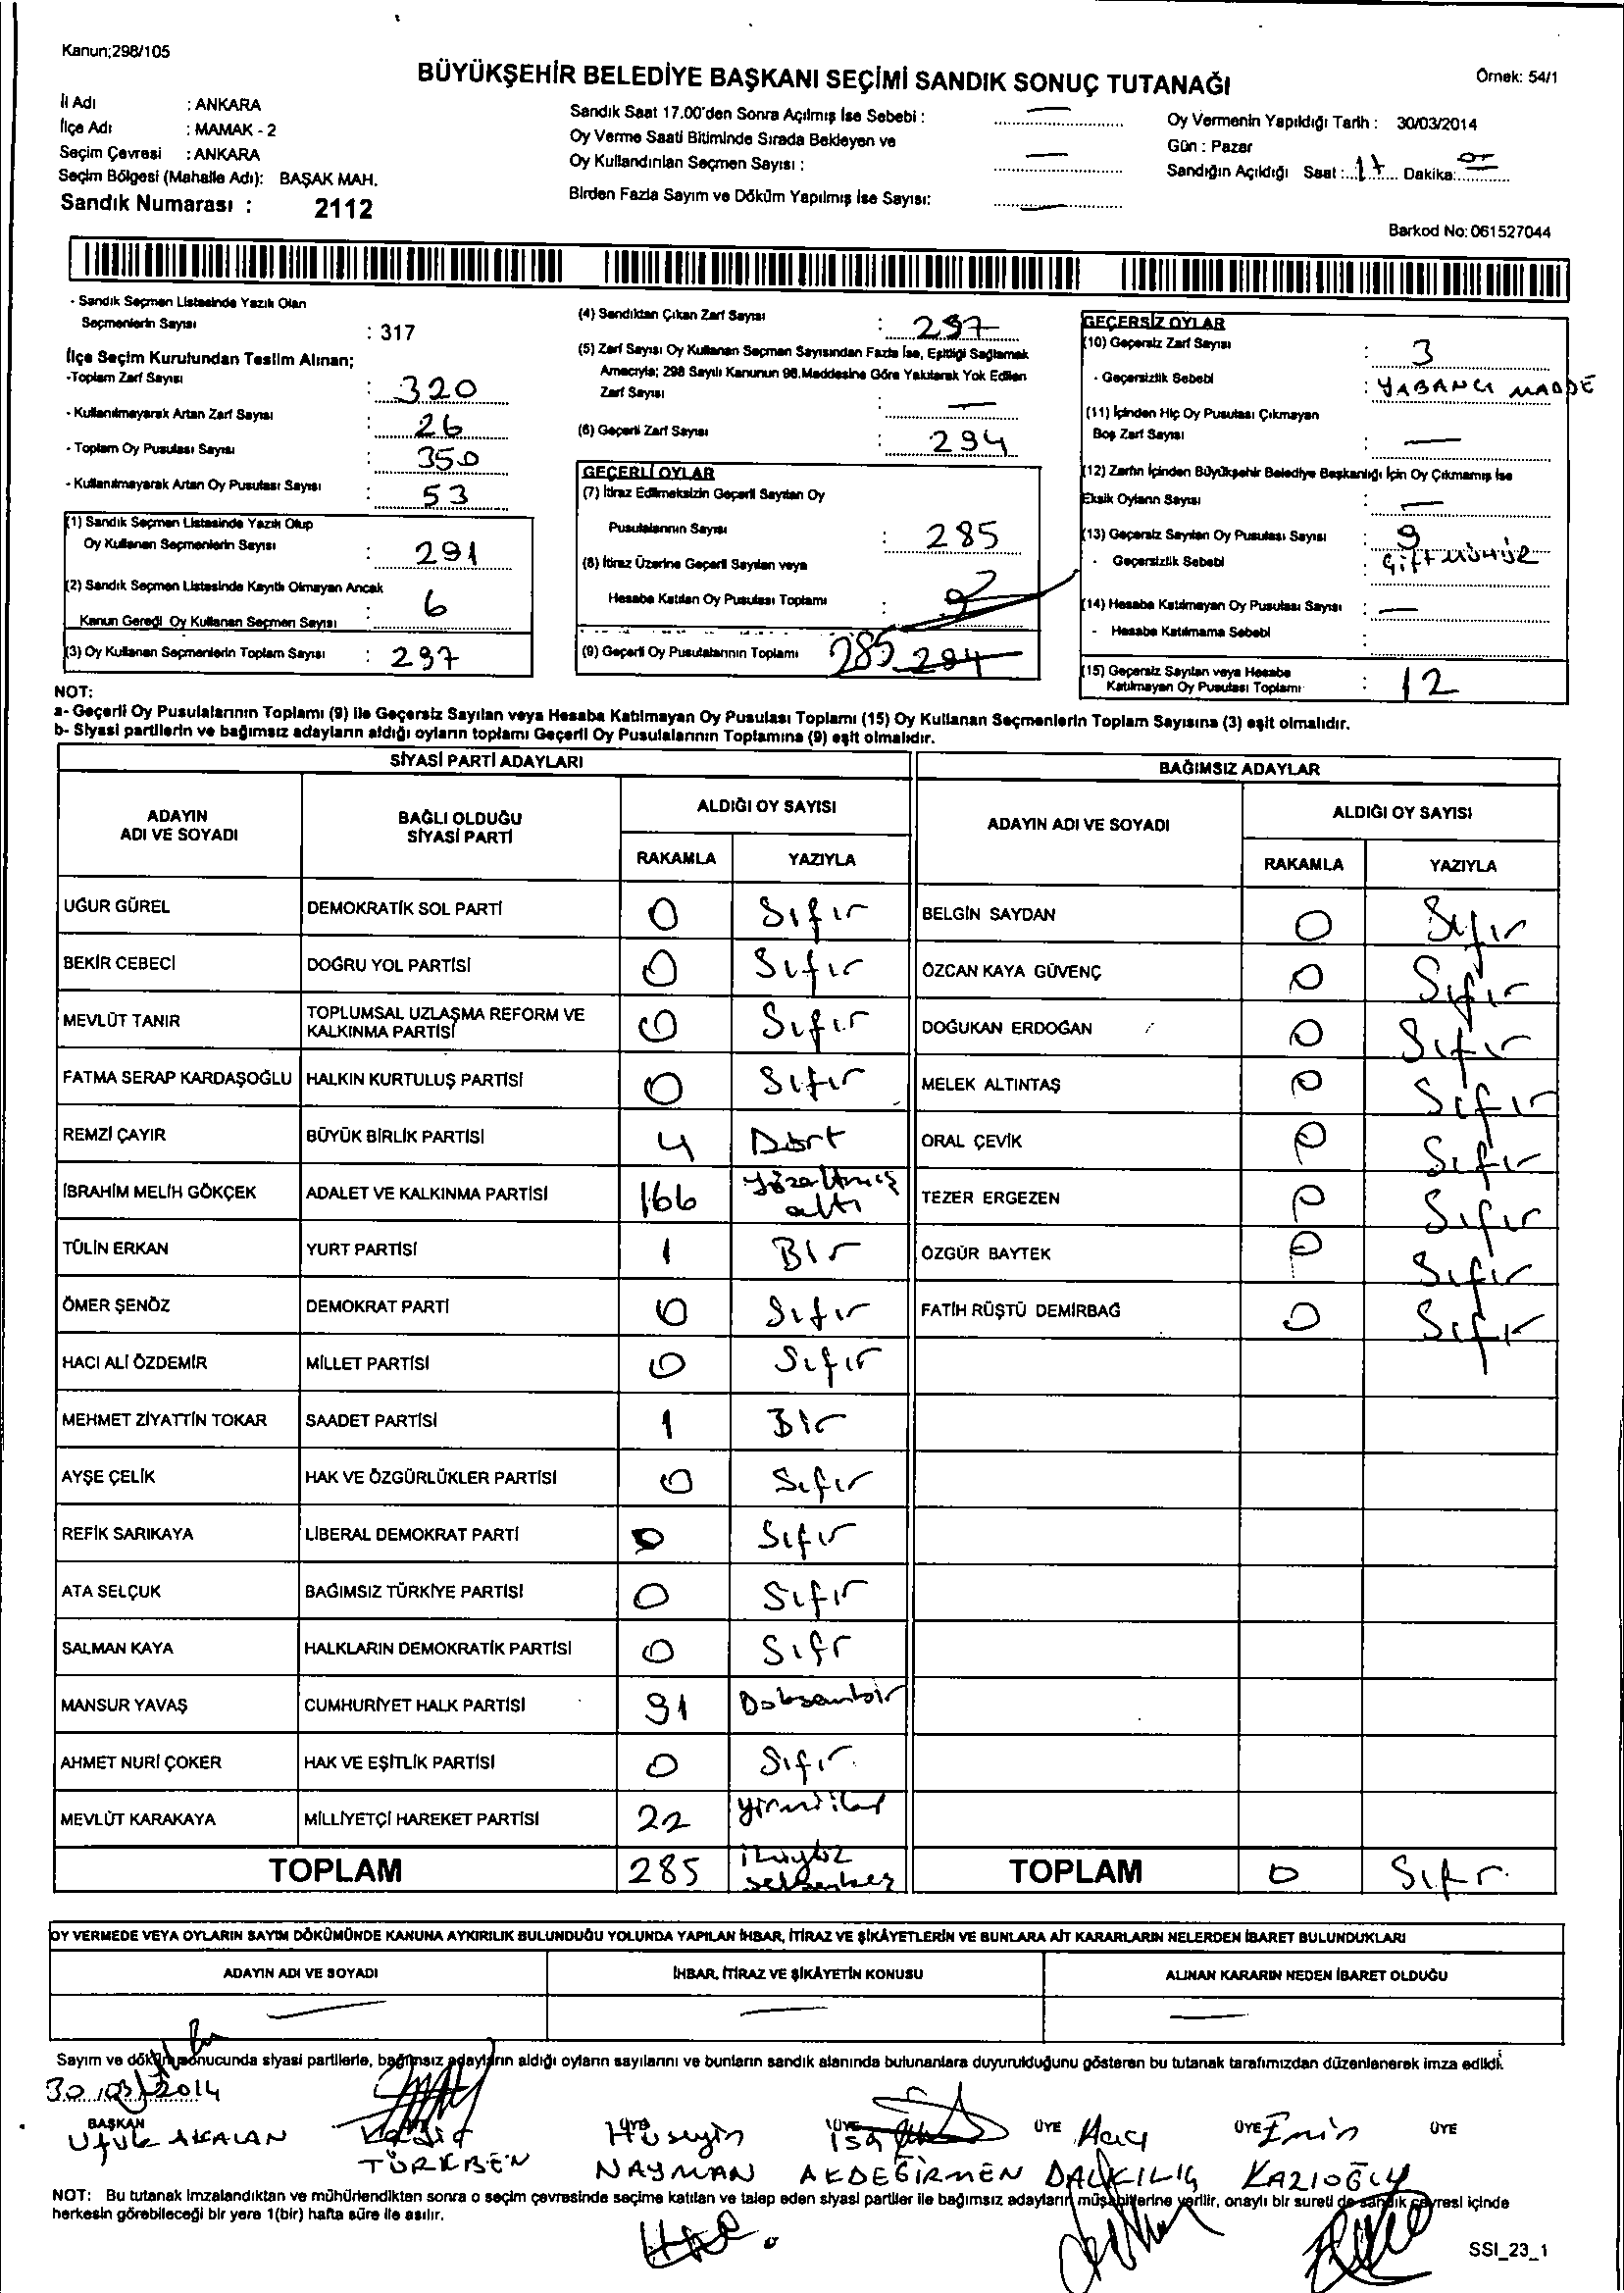 Kanun;298/105
BÜYÜKŞEHİR BELEDİYE BAŞKANI SEÇİMİ SANDIK SONUÇ TUTANAĞI
Örnek: 54/1
İl Adı : ANKARA
İlçe Adı : MAMAK - 2
Seçim Çevresi : ANKARA
Seçim Bölgesi (Mahalle Adı): BAŞAK MAH.
Sandık Numarası : 2112
Sandık Saat 17.00'den Sonra Açılmış İse Sebebi : —
Oy Verme Saati Bitiminde Sırada Bekleyen ve
Oy Kullandırılan Seçmen Sayısı : —
Birden Fazla Sayım ve Döküm Yapılmış İse Sayısı: —
Oy Vermenin Yapıldığı Tarih : 30/03/2014
Gün : Pazar
Sandığın Açıldığı Saat : 17 Dakika:
Barkod No: 061527044
- Sandık Seçmen Listesinde Yazılı Olan
Seçmenlerin Sayısı : 317
İlçe Seçim Kurulundan Teslim Alınan;
-Toplam Zarf Sayısı : 320
- Kullanılmayarak Artan Zarf Sayısı : 26
- Toplam Oy Pusulası Sayısı : 350
- Kullanılmayarak Artan Oy Pusulası Sayısı : 53
(1) Sandık Seçmen Listesinde Yazılı Olup
Oy Kullanan Seçmenlerin Sayısı : 291
(2) Sandık Seçmen Listesinde Kayıtlı Olmayan Ancak
Kanun Gereği Oy Kullanan Seçmen Sayısı : 6
(3) Oy Kullanan Seçmenlerin Toplam Sayısı : 297
(4) Sandıktan Çıkan Zarf Sayısı : 297
(5) Zarf Sayısı Oy Kullanan Seçmen Sayısından Fazla İse, Eşitliği Sağlamak
Amacıyla; 298 Sayılı Kanunun 98.Maddesine Göre Yakılarak Yok Edilen
Zarf Sayısı : —
(6) Geçerli Zarf Sayısı : 294
GEÇERLİ OYLAR
(7) İtiraz Edilmeksizin Geçerli Sayılan Oy
Pusulalarının Sayısı : 285
(8) İtiraz Üzerine Geçerli Sayılan veya
Hesaba Katılan Oy Pusulası Toplamı : 9
(9) Geçerli Oy Pusulalarının Toplamı 285 294
GEÇERSİZ OYLAR
(10) Geçersiz Zarf Sayısı : 3
- Geçersizlik Sebebi : YABANCI MADDE
(11) İçinden Hiç Oy Pusulası Çıkmayan
Boş Zarf Sayısı : —
(12) Zarfın İçinden Büyükşehir Belediye Başkanlığı İçin Oy Çıkmamış İse
Eksik Oyların Sayısı : —
(13) Geçersiz Sayılan Oy Pusulası Sayısı : 9
- Geçersizlik Sebebi : Çift MÜHÜR
(14) Hesaba Katılmayan Oy Pusulası Sayısı : —
- Hesaba Katılmama Sebebi :
(15) Geçersiz Sayılan veya Hesaba
Katılmayan Oy Pusulası Toplamı : 12
NOT:
a- Geçerli Oy Pusulalarının Toplamı (9) ile Geçersiz Sayılan veya Hesaba Katılmayan Oy Pusulası Toplamı (15) Oy Kullanan Seçmenlerin Toplam Sayısına (3) eşit olmalıdır.
b- Siyasi partilerin ve bağımsız adayların aldığı oyların toplamı Geçerli Oy Pusulalarının Toplamına (9) eşit olmalıdır.
SİYASİ PARTİ ADAYLARI
ADAYIN ADI VE SOYADI
BAĞLI OLDUĞU SİYASİ PARTİ
ALDIĞI OY SAYISI
RAKAMLA YAZIYLA
UĞUR GÜREL DEMOKRATİK SOL PARTİ 0 Sıfır
BEKİR CEBECİ DOĞRU YOL PARTİSİ 0 Sıfır
MEVLÜT TANIR TOPLUMSAL UZLAŞMA REFORM VE KALKINMA PARTİSİ 0 Sıfır
FATMA SERAP KARDAŞOĞLU HALKIN KURTULUŞ PARTİSİ 0 Sıfır
REMZİ ÇAYIR BÜYÜK BİRLİK PARTİSİ 4 Dört
İBRAHİM MELİH GÖKÇEK ADALET VE KALKINMA PARTİSİ 166 Yüzaltmış altı
TÜLİN ERKAN YURT PARTİSİ 1 Bir
ÖMER ŞENÖZ DEMOKRAT PARTİ 0 Sıfır
HACI ALİ ÖZDEMİR MİLLET PARTİSİ 0 Sıfır
MEHMET ZİYATTİN TOKAR SAADET PARTİSİ 1 Bir
AYŞE ÇELİK HAK VE ÖZGÜRLÜKLER PARTİSİ 0 Sıfır
REFİK SARIKAYA LİBERAL DEMOKRAT PARTİ 0 Sıfır
ATA SELÇUK BAĞIMSIZ TÜRKİYE PARTİSİ 0 Sıfır
SALMAN KAYA HALKLARIN DEMOKRATİK PARTİSİ 0 Sıfr
MANSUR YAVAŞ CUMHURİYET HALK PARTİSİ 91 Doksanbir
AHMET NURİ ÇOKER HAK VE EŞİTLİK PARTİSİ 0 Sıfır
MEVLÜT KARAKAYA MİLLİYETÇİ HAREKET PARTİSİ 22 yirmiiki
TOPLAM 285 ikiyüz seksenbeş
BAĞIMSIZ ADAYLAR
ADAYIN ADI VE SOYADI
ALDIĞI OY SAYISI
RAKAMLA YAZIYLA
BELGİN SAYDAN 0 Sıfır
ÖZCAN KAYA GÜVENÇ 0 Sıfır
DOĞUKAN ERDOĞAN 0 Sıfır
MELEK ALTINTAŞ 0 Sıfır
ORAL ÇEVİK 0 Sıfır
TEZER ERGEZEN 0 Sıfır
ÖZGÜR BAYTEK 0 Sıfır
FATİH RÜŞTÜ DEMİRBAĞ 0 Sıfır
TOPLAM 0 Sıfr
OY VERMEDE VEYA OYLARIN SAYIM DÖKÜMÜNDE KANUNA AYKIRILIK BULUNDUĞU YOLUNDA YAPILAN İHBAR, İTİRAZ VE ŞİKÂYETLERİN VE BUNLARA AİT KARARLARIN NELERDEN İBARET BULUNDUKLARI
ADAYIN ADI VE SOYADI İHBAR, İTİRAZ VE ŞİKÂYETİN KONUSU ALINAN KARARIN NEDEN İBARET OLDUĞU
— — —
Sayım ve döküm sonucunda siyasi partilerle, bağımsız adayların aldığı oyların sayılarını ve bunların sandık alanında bulunanlara duyurulduğunu gösteren bu tutanak tarafımızdan düzenlenerek imza edildi.
30/03/2014
BAŞKAN ÜYE ÜYE ÜYE ÜYE ÜYE
Ufuk AKALAN
TÜRKBEN
Hüseyin NAYMAN
İsa AKDEĞİRMEN
Hacı DALKILIÇ
Emin KAZIOĞLU
NOT: Bu tutanak imzalandıktan ve mühürlendikten sonra o seçim çevresinde seçime katılan ve talep eden siyasi partiler ile bağımsız adayların müşahitlerine verilir, onaylı bir sureti de sandık çevresi içinde
herkesin görebileceği bir yere 1(bir) hafta süre ile asılır.
SSI_23_1